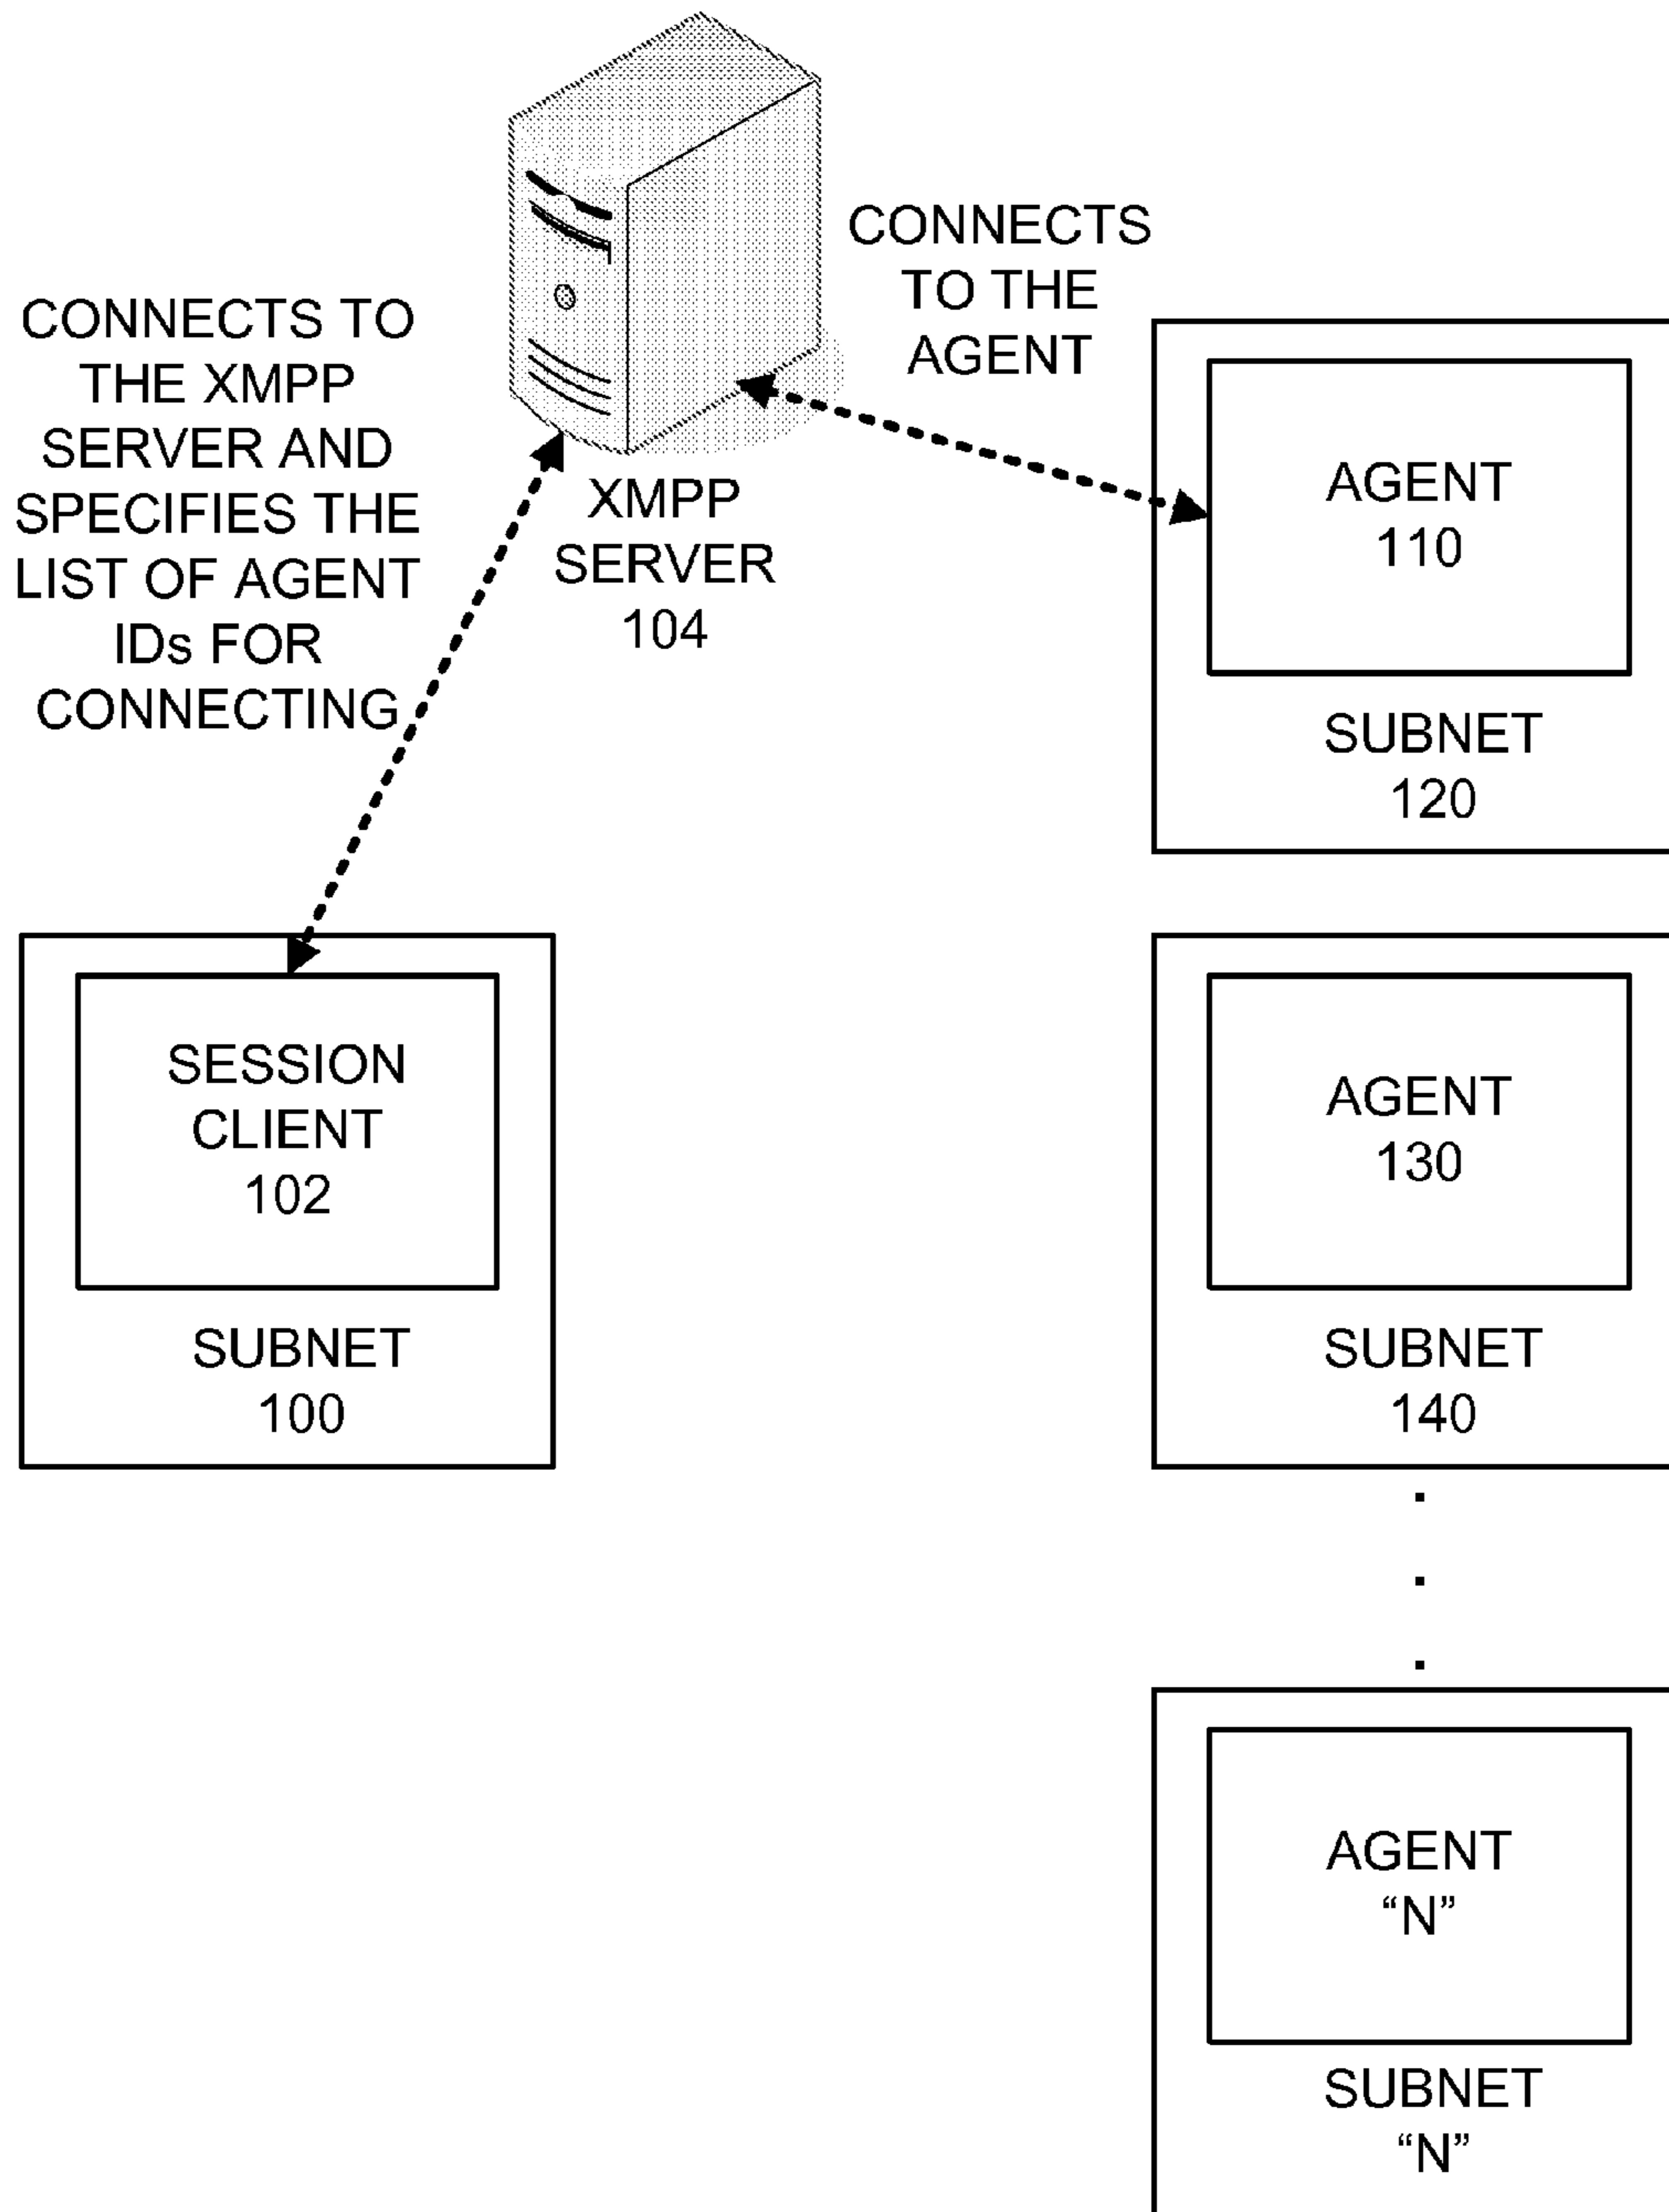 CONNECTS TO
THE XMPP
SERVER AND
SPECIFIES THE
LIST OF AGENT
IDs FOR
CONNECTING
XMPP
SERVER
104
CONNECTS
TO THE
AGENT
AGENT
110
SUBNET
120
SESSION
CLIENT
102
SUBNET
100
AGENT
130
SUBNET
140
.
.
.
AGENT
“N”
SUBNET
“N”